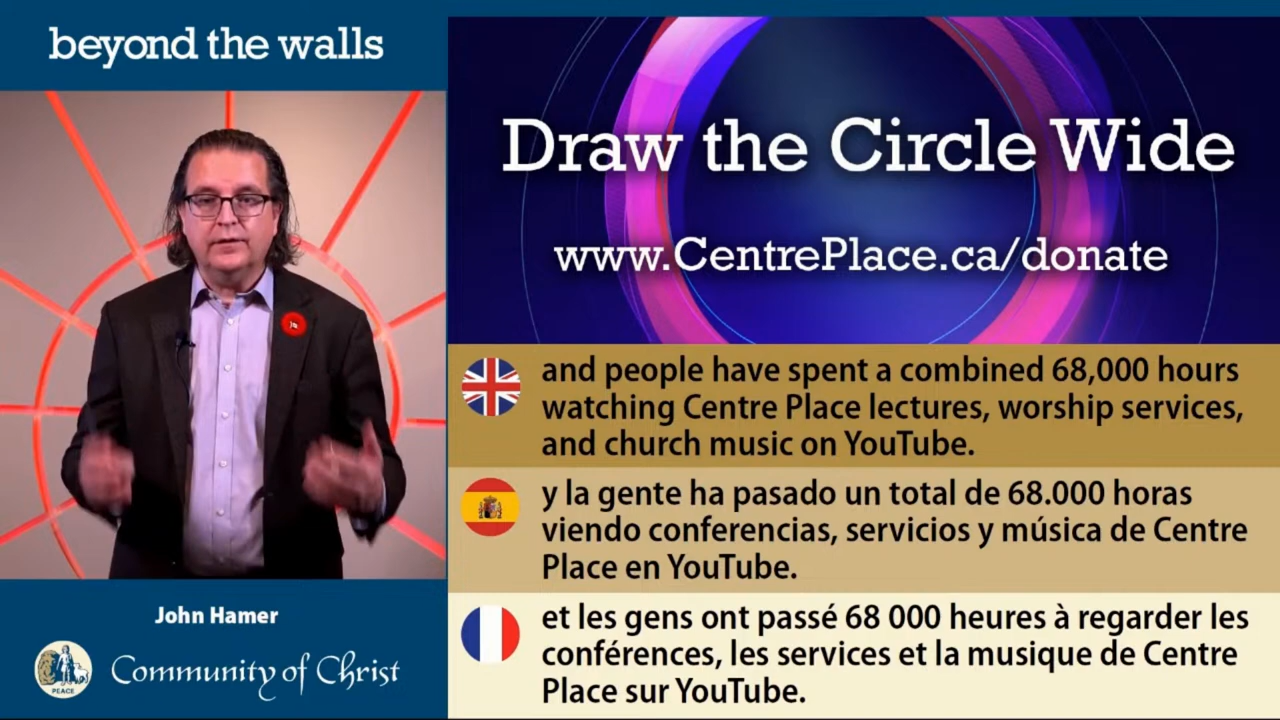 beyond the walls
Draw the Circle Wide
www.CentrePlace.ca/donate
and people have spent a combined 68,000 hours
watching Centre Place lectures, worship services,
and church music on YouTube.
y la gente ha pasado un total de 68.000 horas
viendo conferencias, servicios y música de Centre
Place en YouTube.
et les gens ont passé 68 000 heures à regarder les
conférences, les services et la musique de Centre
Place sur YouTube.
John Hamer
PEACE
Community of Christ